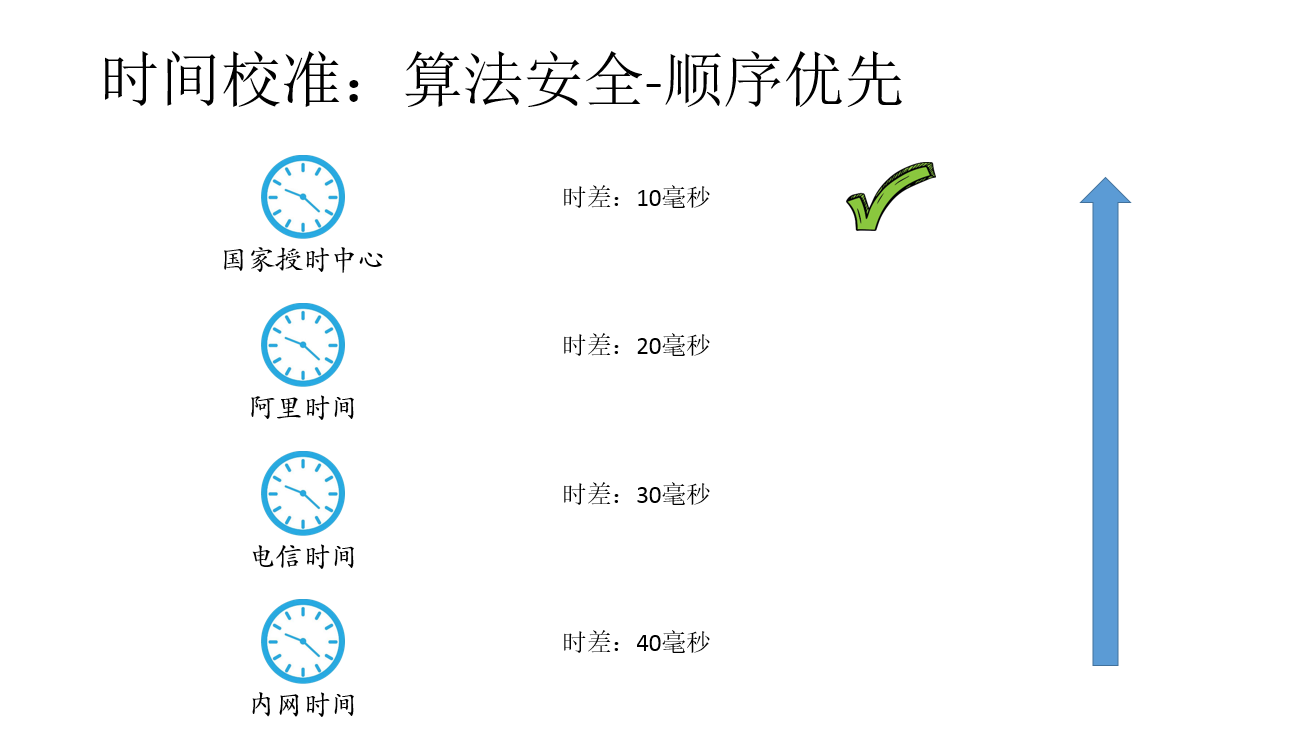 时间校准：算法安全-顺序优先
时差：10毫秒
国家授时中心
时差：20毫秒
阿里时间
时差：30毫秒
电信时间
时差：40毫秒
内网时间